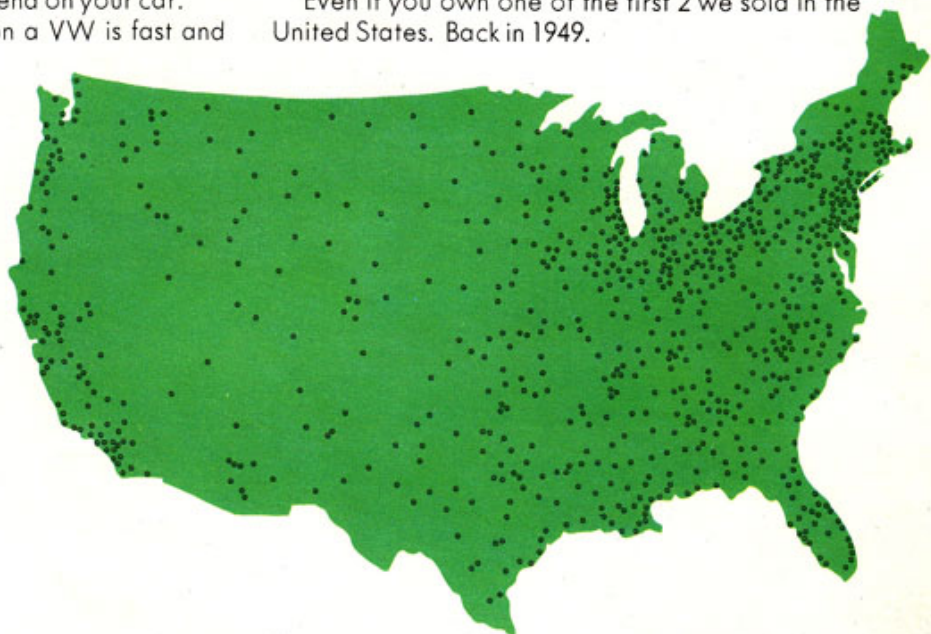 end on your car.
n a VW is fast and
Even if you own one of the first 2 we sold in the
United States. Back in 1949.